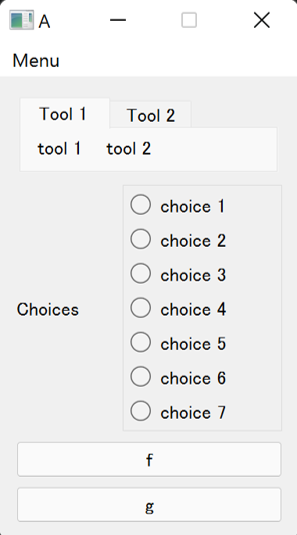 A
Menu
Tool 1 Tool 2
tool 1 tool 2
choice 1
choice 2
choice 3
choice 4
Choices
choice 5
choice 6
choice 7
f
g